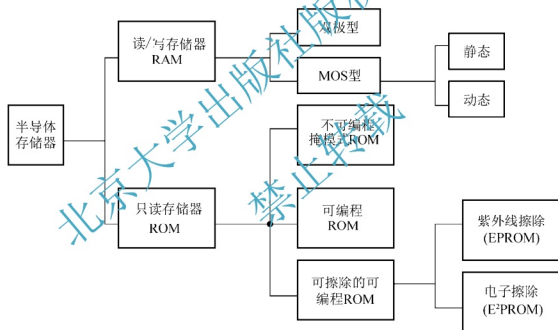 双极型
读/写存储器
RAM
静态
MOS型
动态
半导体
存储器
不可编程
掩模式ROM
只读存储器
ROM
可编程
ROM
紫外线擦除
(EPROM)
可擦除的可
编程ROM
电子擦除
(E²PROM)
北京大学出版社版权
禁止转载